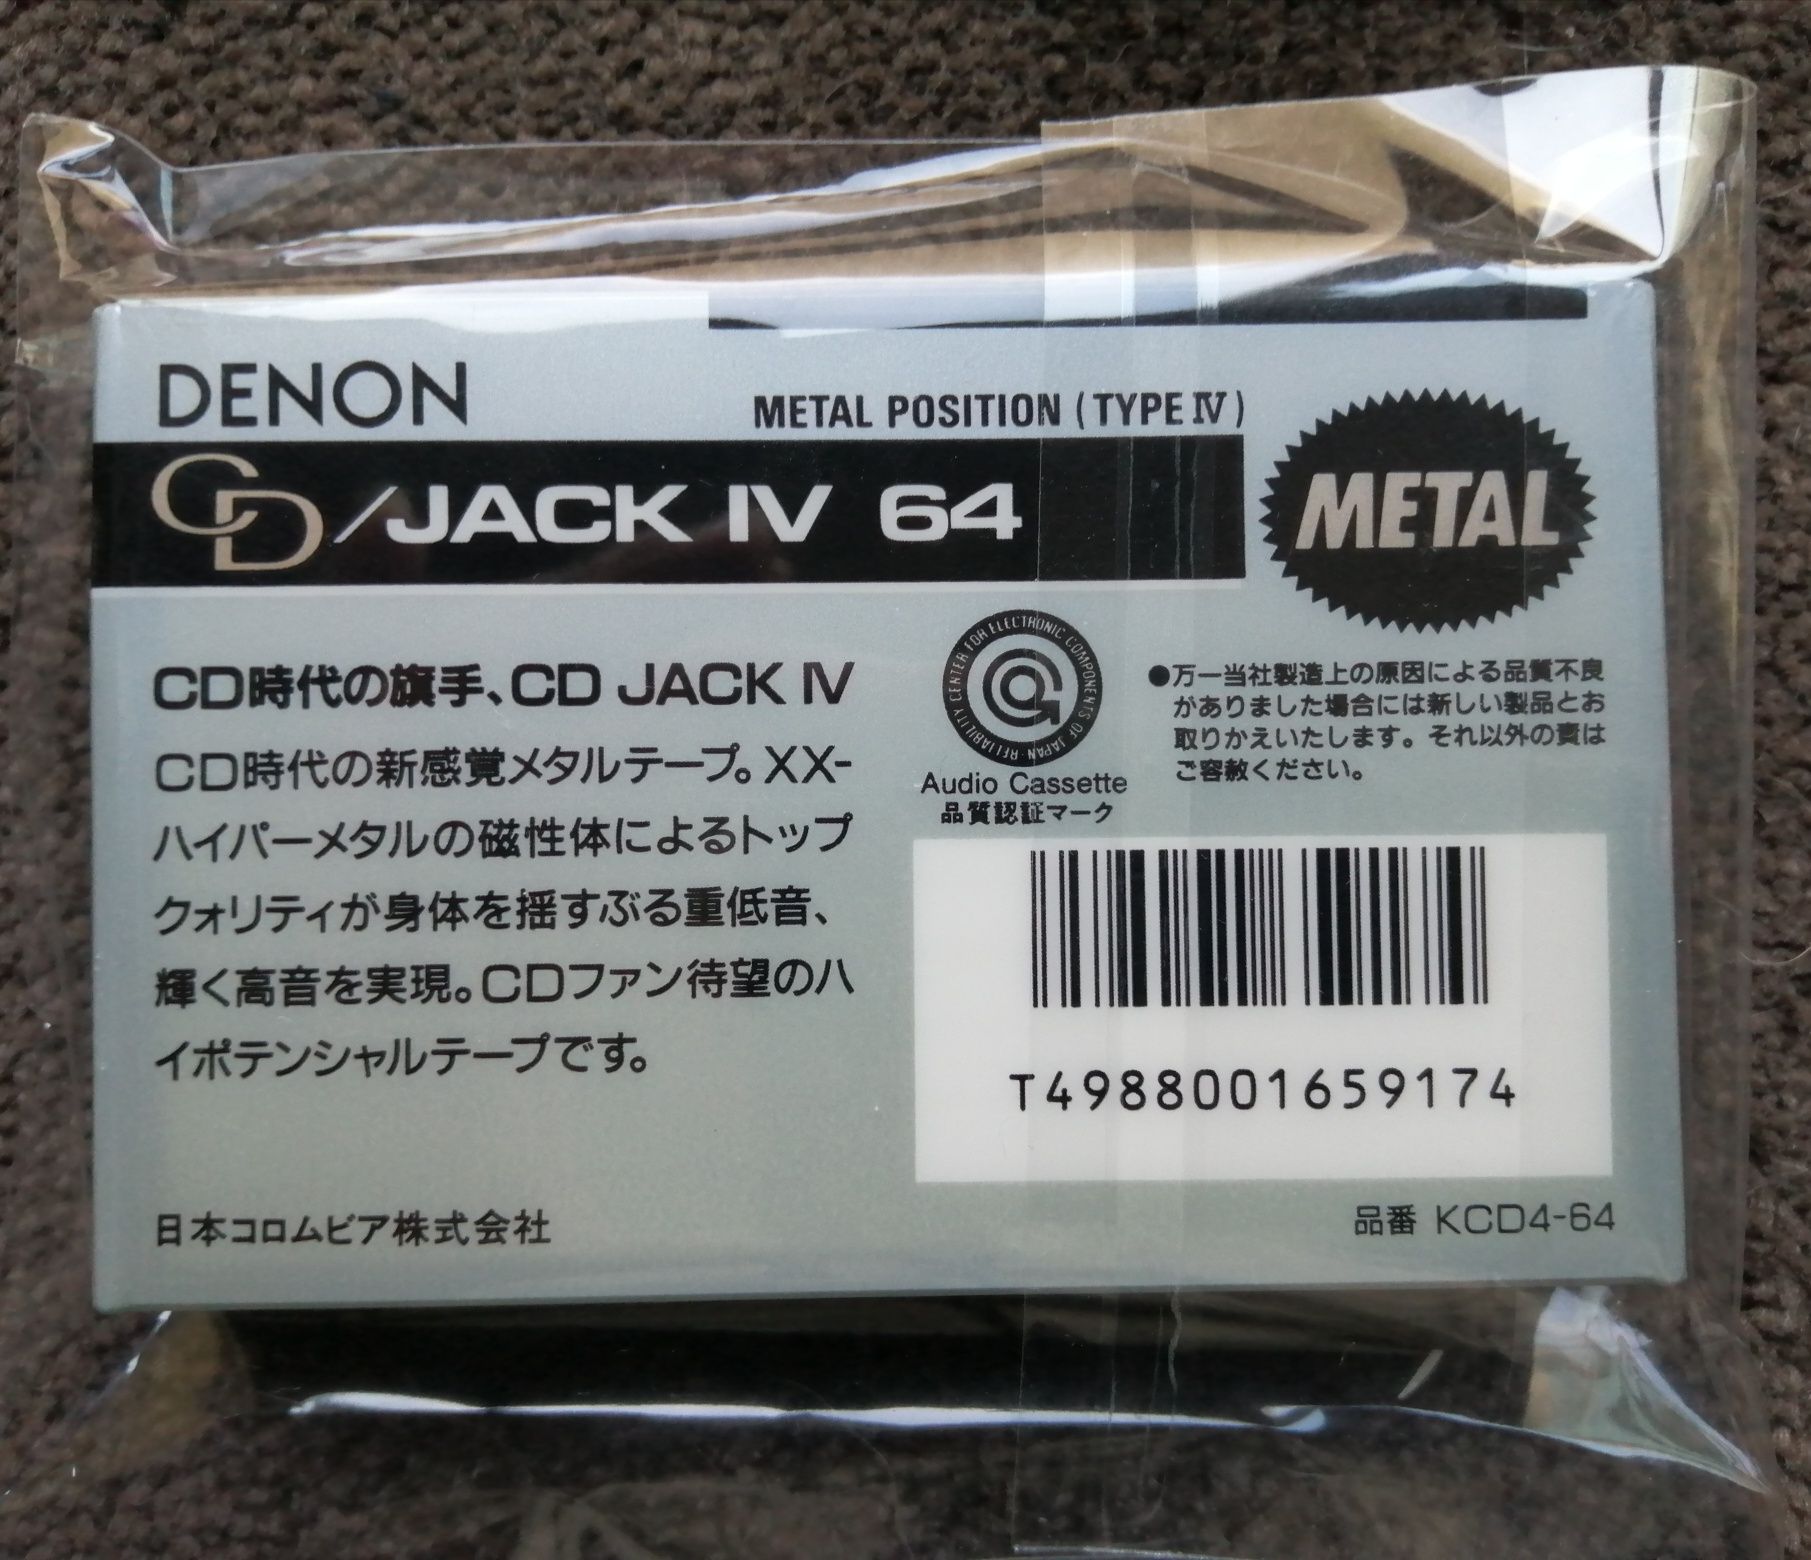 DENON
METAL POSITION (TYPE IV)
CD/JACK IV 64
METAL
CD時代の旗手、CD JACK IV
CD時代の新感覚メタルテープ。XX-
ハイパーメタルの磁性体によるトップ
クォリティが身体を揺すぶる重低音、
輝く高音を実現。CDファン待望のハ
イポテンシャルテープです。
日本コロムビア株式会社
RELIABILITY CENTER FOR ELECTRONIC COMPONENTS OF JAPAN
Audio Cassette
品質認証マーク
●万一当社製造上の原因による品質不良
がありました場合には新しい製品とお
取りかえいたします。それ以外の責は
ご容赦ください。
T4988001659174
品番 KCD4-64